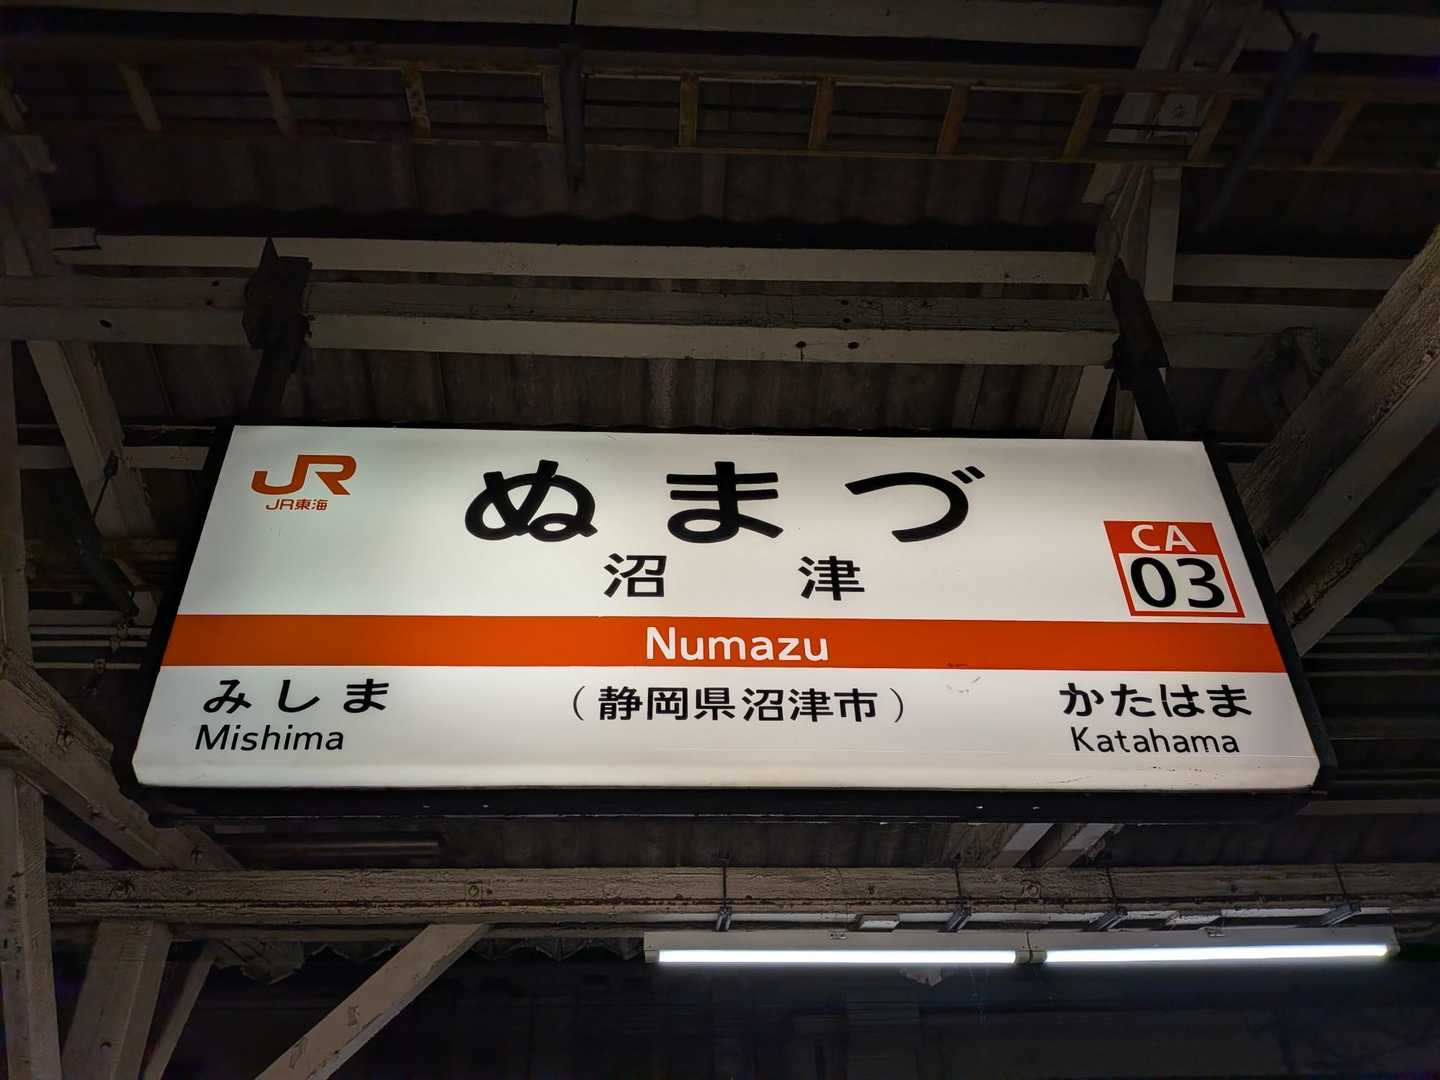 JR
JR東海
ぬまづ
沼津
CA
03
Numazu
みしま
Mishima
（静岡県沼津市）
かたはま
Katahama